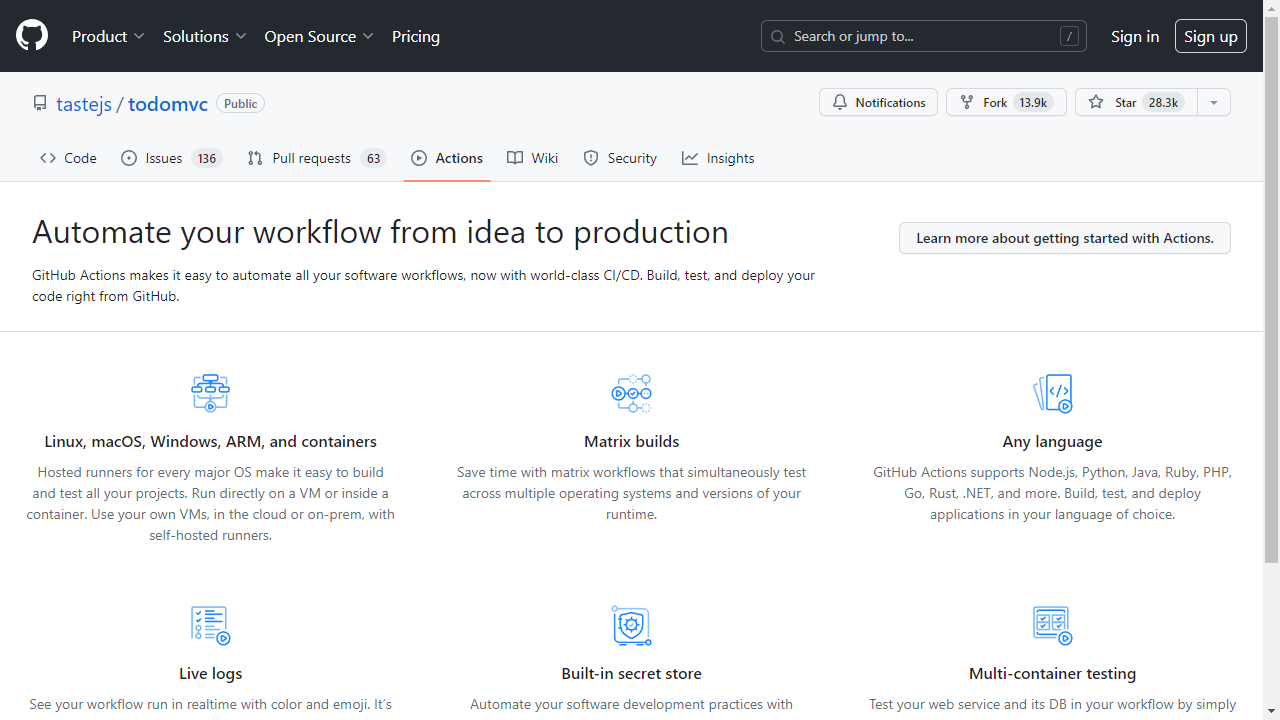 Product Solutions Open Source Pricing Search or jump to... / Sign in Sign up
tastejs / todomvc Public Notifications Fork 13.9k Star 28.3k
Code Issues 136 Pull requests 63 Actions Wiki Security Insights
Automate your workflow from idea to production
Learn more about getting started with Actions.
GitHub Actions makes it easy to automate all your software workflows, now with world-class CI/CD. Build, test, and deploy your
code right from GitHub.
Linux, macOS, Windows, ARM, and containers
Hosted runners for every major OS make it easy to build
and test all your projects. Run directly on a VM or inside a
container. Use your own VMs, in the cloud or on-prem, with
self-hosted runners.
Matrix builds
Save time with matrix workflows that simultaneously test
across multiple operating systems and versions of your
runtime.
Any language
GitHub Actions supports Node.js, Python, Java, Ruby, PHP,
Go, Rust, .NET, and more. Build, test, and deploy
applications in your language of choice.
Live logs
See your workflow run in realtime with color and emoji. It’s
Built-in secret store
Automate your software development practices with
Multi-container testing
Test your web service and its DB in your workflow by simply